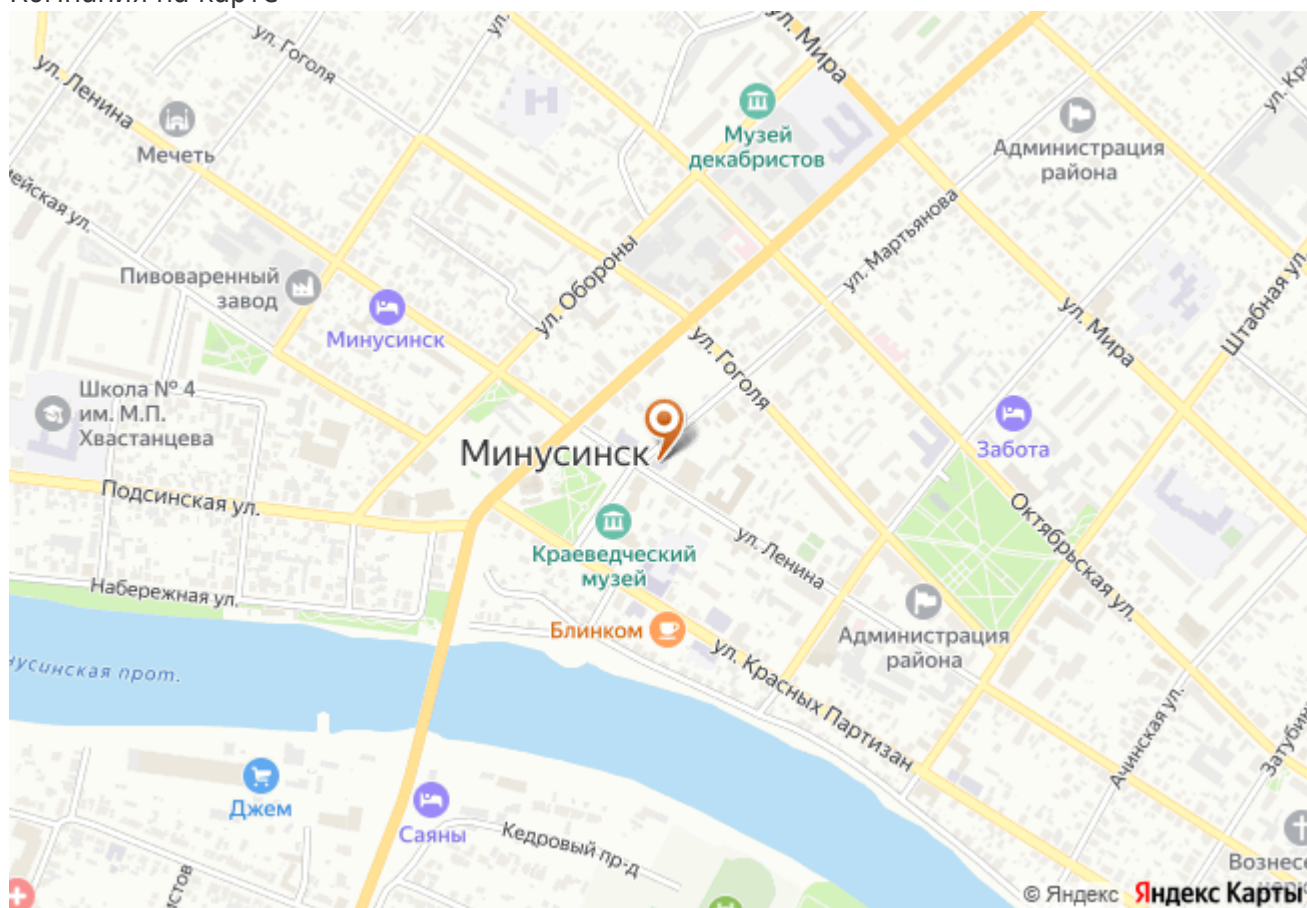 ул. Гоголя
ул.
ул. Мира
ул. Ленина
Мечеть
Музей
декабристов
Администрация
района
ул. Мартьянова
Пивоваренный
завод
ул. Обороны
Минусинск
ул. Гоголя
ул. Мира
Штабная ул.
Школа № 4
им. М.П.
Хвастанцева
Минусинск
Забота
Подсинская ул.
Краеведческий
музей
ул. Ленина
Октябрьская ул.
Набережная ул.
Блинком
Администрация
района
ул. Красных Партизан
Ачинская ул.
прот.
Джем
Саяны
Кедровый пр-д
© Яндекс Яндекс Карты